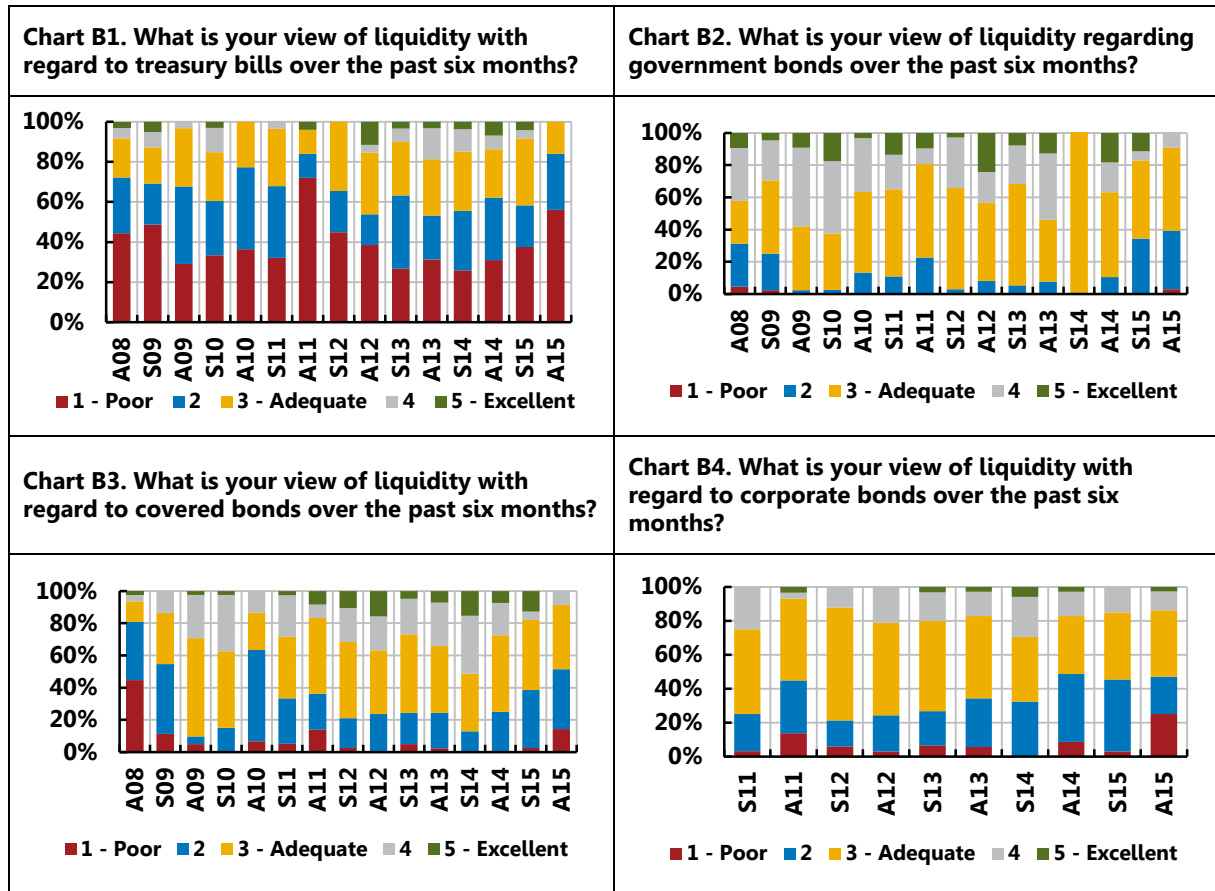 Chart B1. What is your view of liquidity with
regard to treasury bills over the past six months?
100%
80%
60%
40%
20%
0%
A08
S09
A09
S10
A10
S11
A11
S12
A12
S13
A13
S14
A14
S15
A15
1 - Poor 2 3 - Adequate 4 5 - Excellent
Chart B2. What is your view of liquidity regarding
government bonds over the past six months?
100%
80%
60%
40%
20%
0%
A08
S09
A09
S10
A10
S11
A11
S12
A12
S13
A13
S14
A14
S15
A15
1 - Poor 2 3 - Adequate 4 5 - Excellent
Chart B3. What is your view of liquidity with
regard to covered bonds over the past six months?
100%
80%
60%
40%
20%
0%
A08
S09
A09
S10
A10
S11
A11
S12
A12
S13
A13
S14
A14
S15
A15
1 - Poor 2 3 - Adequate 4 5 - Excellent
Chart B4. What is your view of liquidity with
regard to corporate bonds over the past six
months?
100%
80%
60%
40%
20%
0%
S11
A11
S12
A12
S13
A13
S14
A14
S15
A15
1 - Poor 2 3 - Adequate 4 5 - Excellent